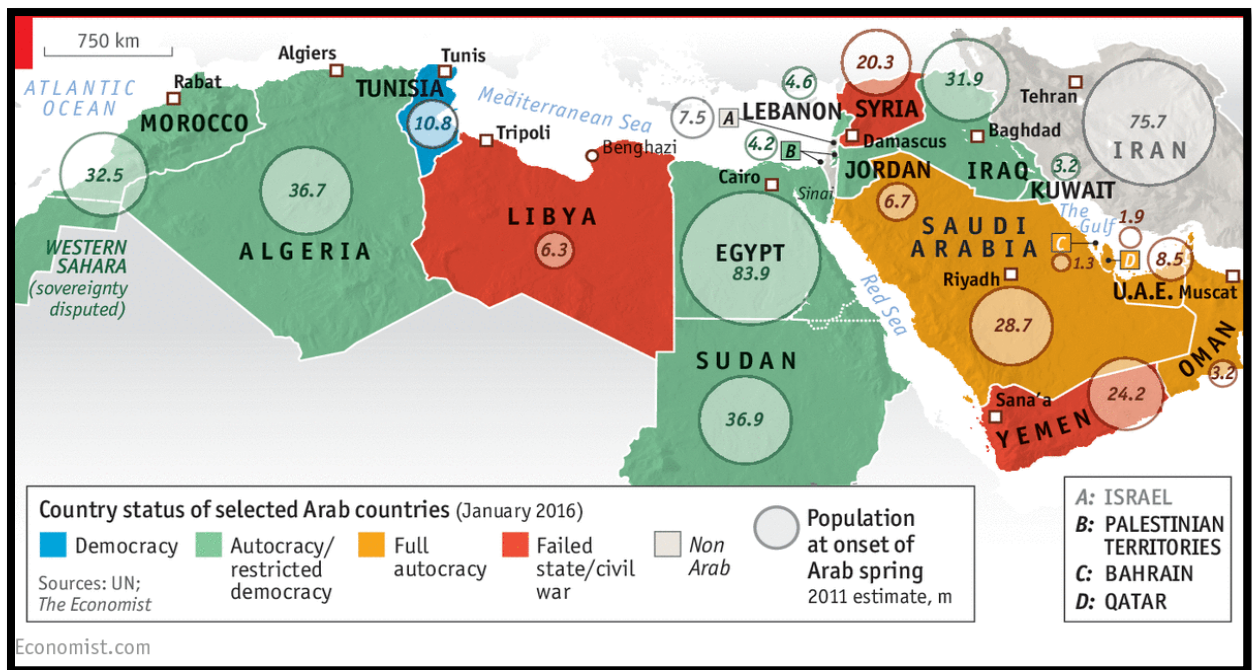 750 km
ATLANTIC
OCEAN
Rabat
MOROCCO
32.5
WESTERN
SAHARA
(sovereignty
disputed)
Algiers
36.7
ALGERIA
Tunis
TUNISIA
10.8
Mediterranean Sea
Tripoli
Benghazi
LIBYA
6.3
7.5
A
4.6
LEBANON
4.2
B
20.3
SYRIA
Damascus
31.9
Baghdad
IRAQ
Tehran
75.7
IRAN
JORDAN
6.7
3.2
KUWAIT
Cairo
Sinai
EGYPT
83.9
SUDAN
36.9
Red Sea
SAUDI
ARABIA
Riyadh
28.7
The
Gulf
1.9
C
1.3
D
8.5
U.A.E.
Muscat
OMAN
3.2
Sana'a
YEMEN
24.2
Country status of selected Arab countries (January 2016)
Democracy
Autocracy/
restricted
democracy
Full
autocracy
Failed
state/civil
war
Non
Arab
Population
at onset of
Arab spring
2011 estimate, m
Sources: UN;
The Economist
A: ISRAEL
B: PALESTINIAN
TERRITORIES
C: BAHRAIN
D: QATAR
Economist.com